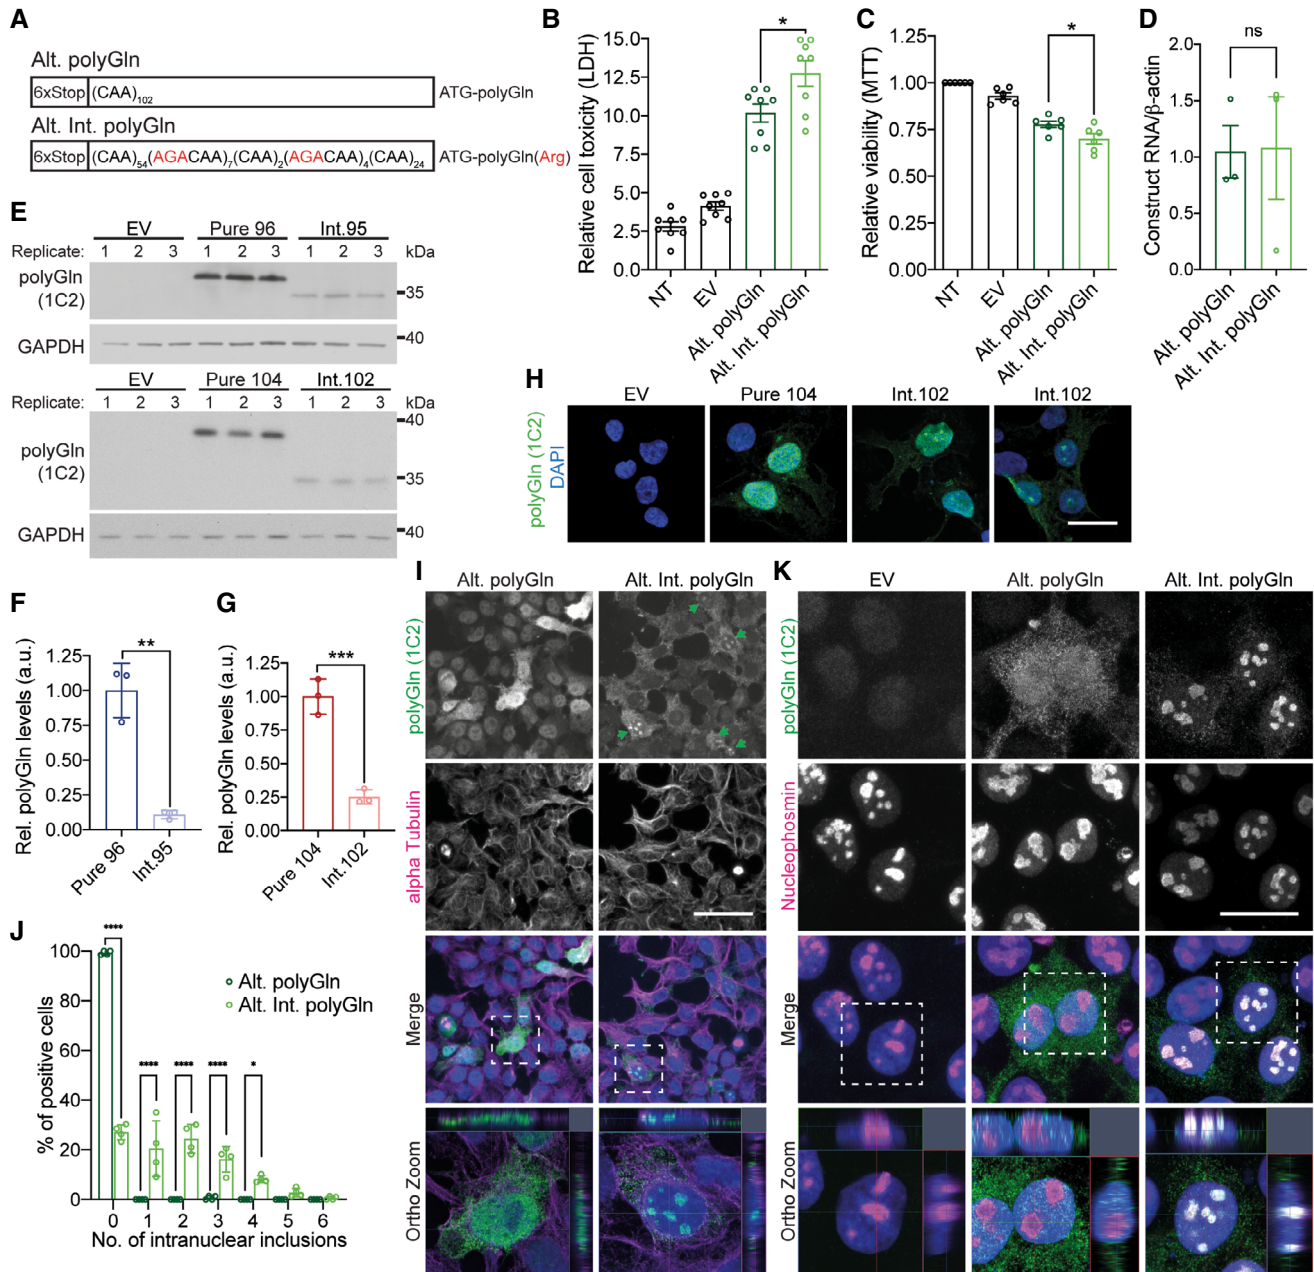 A
Alt. polyGln
6xStop (CAA)102 ATG-polyGln
Alt. Int. polyGln
6xStop (CAA)54(AGACAA)7(CAA)2(AGACAA)4(CAA)24 ATG-polyGln(Arg)
B
Relative cell toxicity (LDH)
15.0
12.5
10.0
7.5
5.0
2.5
0.0
*
NT
EV
Alt. polyGln
Alt. Int. polyGln
C
Relative viability (MTT)
1.25
1.00
0.75
0.50
0.25
0.00
*
NT
EV
Alt. polyGln
Alt. Int. polyGln
D
Construct RNA/β-actin
2.0
1.5
1.0
0.5
0.0
ns
Alt. polyGln
Alt. Int. polyGln
E
EV Pure 96 Int.95
Replicate: 1 2 3 1 2 3 1 2 3 kDa
polyGln
(1C2)
35
GAPDH
40
EV Pure 104 Int.102
Replicate: 1 2 3 1 2 3 1 2 3 kDa
40
polyGln
(1C2)
35
GAPDH
40
H
EV Pure 104 Int.102 Int.102
polyGln (1C2)
DAPI
F
Rel. polyGln levels (a.u.)
1.25
1.00
0.75
0.50
0.25
0.00
**
Pure 96
Int.95
G
Rel. polyGln levels (a.u.)
1.25
1.00
0.75
0.50
0.25
0.00
***
Pure 104
Int.102
I
Alt. polyGln Alt. Int. polyGln
polyGln (1C2)
alpha Tubulin
Merge
Ortho Zoom
K
EV Alt. polyGln Alt. Int. polyGln
polyGln (1C2)
Nucleophosmin
Merge
Ortho Zoom
J
% of positive cells
100
80
60
40
20
0
****
**** **** **** *
Alt. polyGln
Alt. Int. polyGln
0 1 2 3 4 5 6
No. of intranuclear inclusions